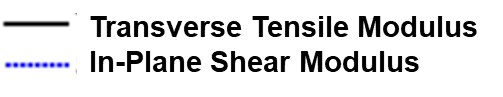 Transverse Tensile Modulus
In-Plane Shear Modulus